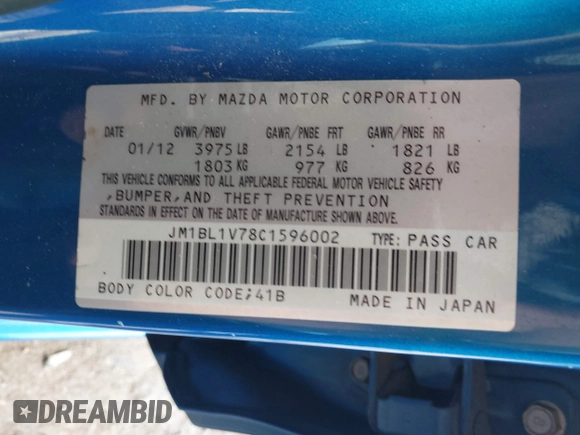 MFD. BY MAZDA MOTOR CORPORATION
DATE GVWR/PNBV GAWR/PNBE FRT GAWR/PNBE RR
01/12 3975 LB 2154 LB 1821 LB
1803 KG 977 KG 826 KG
THIS VEHICLE CONFORMS TO ALL APPLICABLE FEDERAL MOTOR VEHICLE SAFETY
,BUMPER,AND THEFT PREVENTION
STANDARDS IN EFFECT ON THE DATE OF MANUFACTURE SHOWN ABOVE.
JM1BL1V78C1596002 TYPE: PASS CAR
BODY COLOR CODE;41B MADE IN JAPAN
DREAMBID